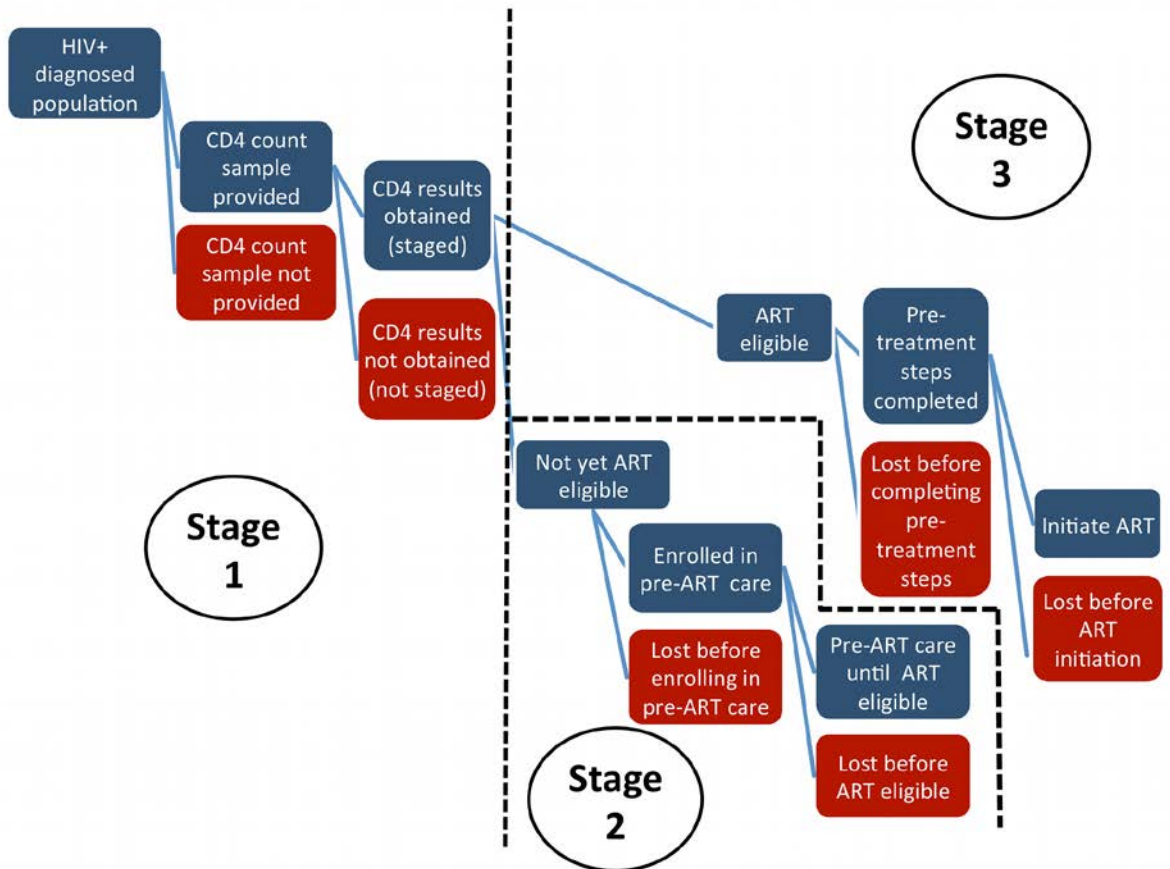 HIV+
diagnosed
population
CD4 count
sample
provided
CD4 count
sample not
provided
CD4 results
obtained
(staged)
CD4 results
not obtained
(not staged)
Stage
1
Not yet ART
eligible
Enrolled in
pre-ART care
Lost before
enrolling in
pre-ART care
Pre-ART care
until ART
eligible
Lost before
ART eligible
Stage
2
Stage
3
ART
eligible
Pre-
treatment
steps
completed
Lost before
completing
pre-
treatment
steps
Initiate ART
Lost before
ART
initiation